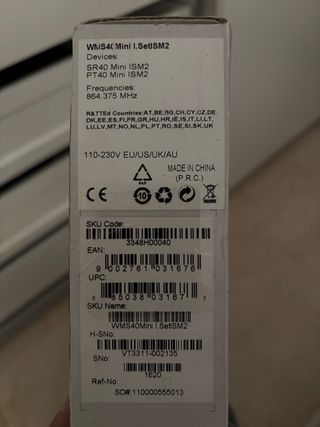 WMS40 Mini I.SetISM2
Devices:
SR40 Mini ISM2
PT40 Mini ISM2
Frequencies:
864.375 MHz
R&TTEd Countries:AT,BE,BG,CH,CY,CZ,DE,
DK,EE,ES,FI,FR,GR,HU,HR,IE,IS,IT,LI,LT,
LU,LV,MT,NO,NL,PL,PT,RO,SE,SI,SK,UK
110-230V EU/US/UK/AU
MADE IN CHINA
(P.R.C.)
PAP
CE
10
SKU Code:
3348H00040
EAN:
9 002761 031676
UPC:
85038 03167
SKU Name:
WMS40Mini I.SetISM2
H-SNo:
VT3311-002135
SNo:
1620
Ref-No:
SO# 110000555013